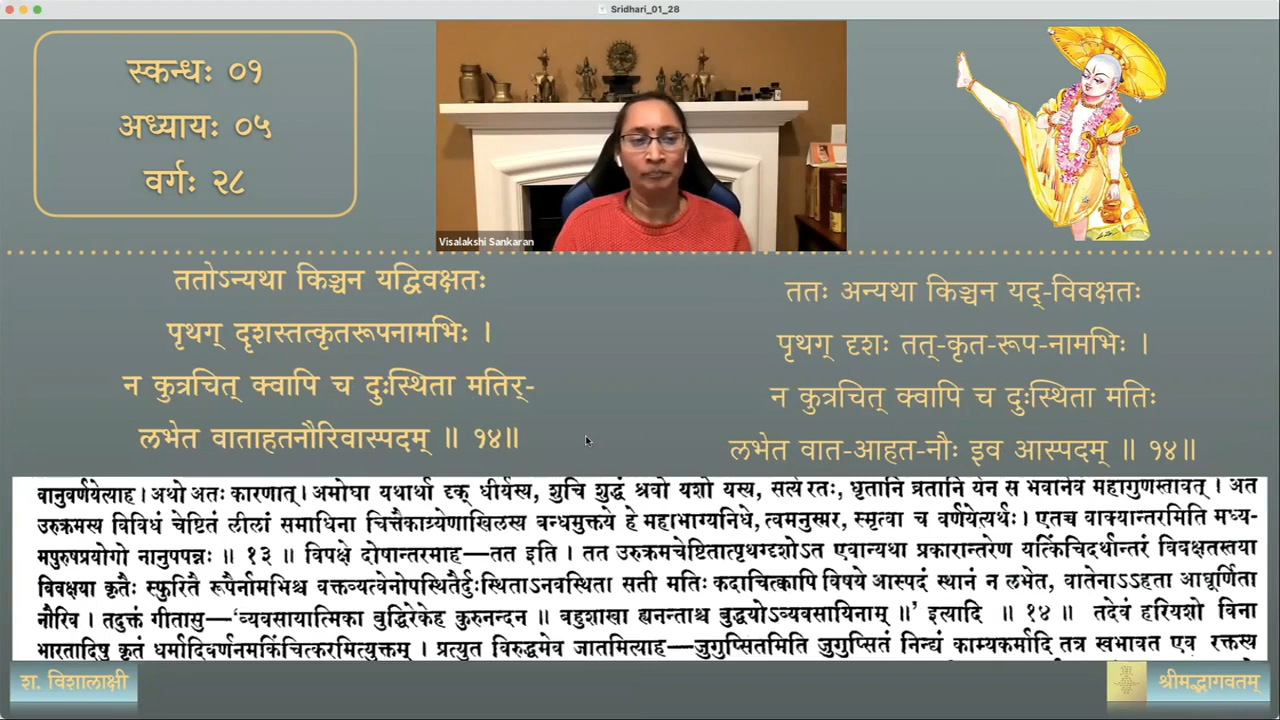 Sridhari_01_28
स्कन्धः ०१
अध्यायः ०५
वर्गः २८
Visalakshi Sankaran
ततोऽन्यथा किञ्चन यद्विवक्षतः
पृथग् दृशस्तत्कृतरूपनामभिः ।
न कुत्रचित् क्वापि च दुःस्थिता मतिर्-
लभेत वाताहतनौरिवास्पदम् ॥ १४॥
ततः अन्यथा किञ्चन यद्-विवक्षतः
पृथग् दृशः तत्-कृत-रूप-नामभिः ।
न कुत्रचित् क्वापि च दुःस्थिता मतिः
लभेत वात-आहत-नौः इव आस्पदम् ॥ १४॥
वानुवर्णयेत्याह । अथो अतः कारणात् । अमोघा यथार्था दृक् धीर्यस्य, शुचि शुद्धं श्रवो यशो यस्य, सत्ये रतः, धृतानि व्रतानि येन स भवानेवं महागुणस्तावत् । अत
उरुक्रमस्य विविधं चेष्टितं लीलां समाधिना चित्तैकाग्र्येणाखिलस्य बन्धमुक्तये हे महाभाग्यनिधे, त्वमनुस्मर, स्मृत्वा च वर्णयेत्यर्थः । एतच्च वाक्यान्तरमिति मध्य-
मपुरुषप्रयोगो नानुपपन्नः ॥ १३ ॥ विपक्षे दोषान्तरमाह—तत इति । तत उरुक्रमचेष्टितात्पृथग्दृशोऽत एवान्यथा प्रकारान्तरेण यत्किंचिदर्थान्तरं विवक्षतस्तया
विवक्षया कृतैः स्फुरितै रूपैर्नामभिश्च वक्तव्यत्वेनोपस्थितैर्दुःस्थिताऽनवस्थिता सती मतिः कदाचित्क्वापि विषये आस्पदं स्थानं न लभेत, वातेनाऽऽहता आघूर्णिता
नौरिव । तदुक्तं गीतासु—‘व्यवसायात्मिका बुद्धिरेकेह कुरुनन्दन ॥ बहुशाखा ह्यनन्ताश्च बुद्धयोऽव्यवसायिनाम् ॥’ इत्यादि ॥ १४ ॥ तदेवं हरियशो विना
भारतादिषु कृतं धर्मादिवर्णनमकिंचित्करमित्युक्तम् । प्रत्युत विरुद्धमेव जातमित्याह—जुगुप्सितमिति जुगुप्सितं निन्द्यं काम्यकर्मादि तत्र स्वभावत एव रक्तस्य
श. विशालाक्षी
श्रीमद्भागवतम्